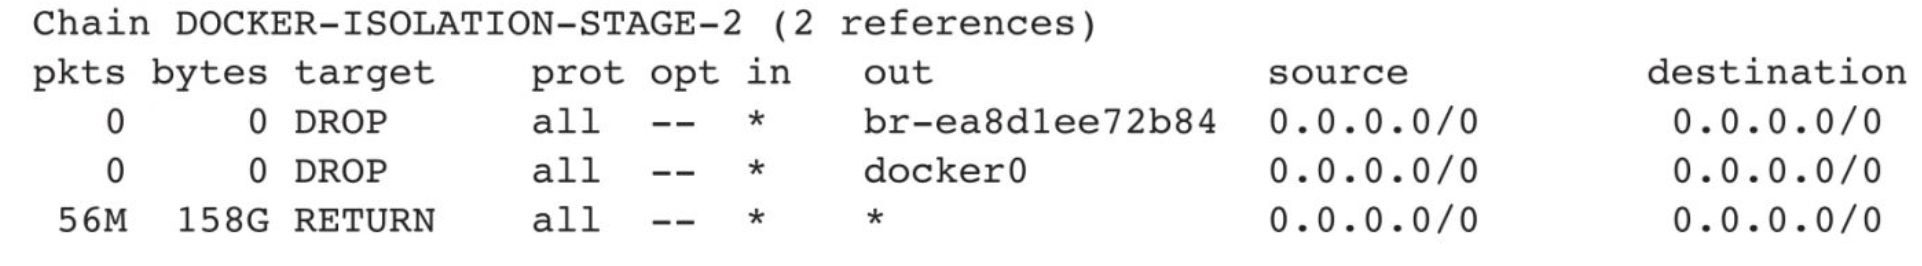 Chain DOCKER-ISOLATION-STAGE-2 (2 references)
pkts bytes target prot opt in out source destination
0 0 DROP all -- * br-ea8d1ee72b84 0.0.0.0/0 0.0.0.0/0
0 0 DROP all -- * docker0 0.0.0.0/0 0.0.0.0/0
56M 158G RETURN all -- * * 0.0.0.0/0 0.0.0.0/0